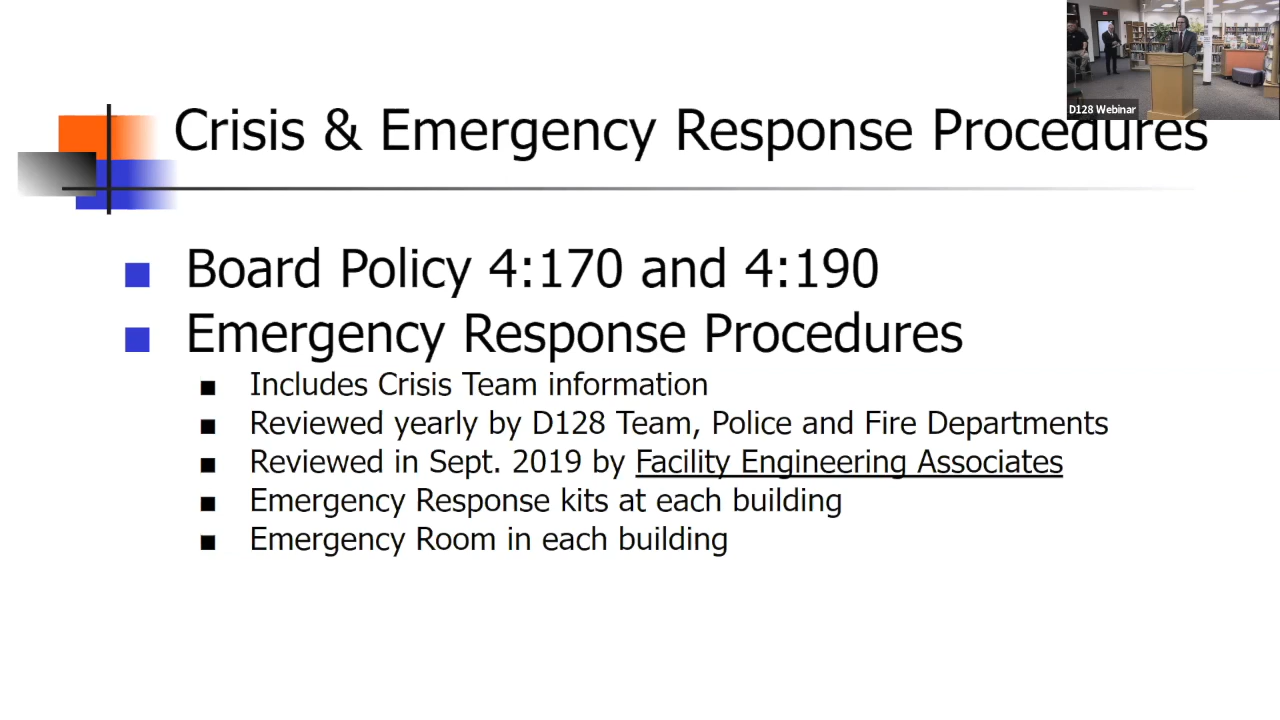 D128 Webinar
Crisis & Emergency Response Procedures
Board Policy 4:170 and 4:190
Emergency Response Procedures
Includes Crisis Team information
Reviewed yearly by D128 Team, Police and Fire Departments
Reviewed in Sept. 2019 by Facility Engineering Associates
Emergency Response kits at each building
Emergency Room in each building